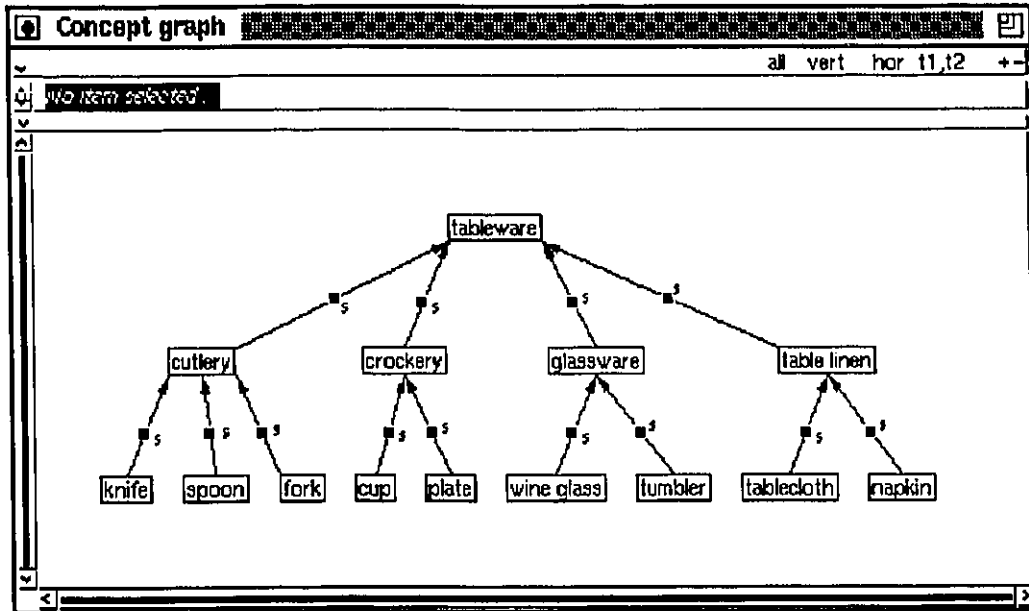 Concept graph
all vert hor t1,t2 +-
No item selected.
tableware
s s s s
cutlery crockery glassware table linen
s s s s s s s s s
knife spoon fork cup plate wine glass tumbler tablecloth napkin